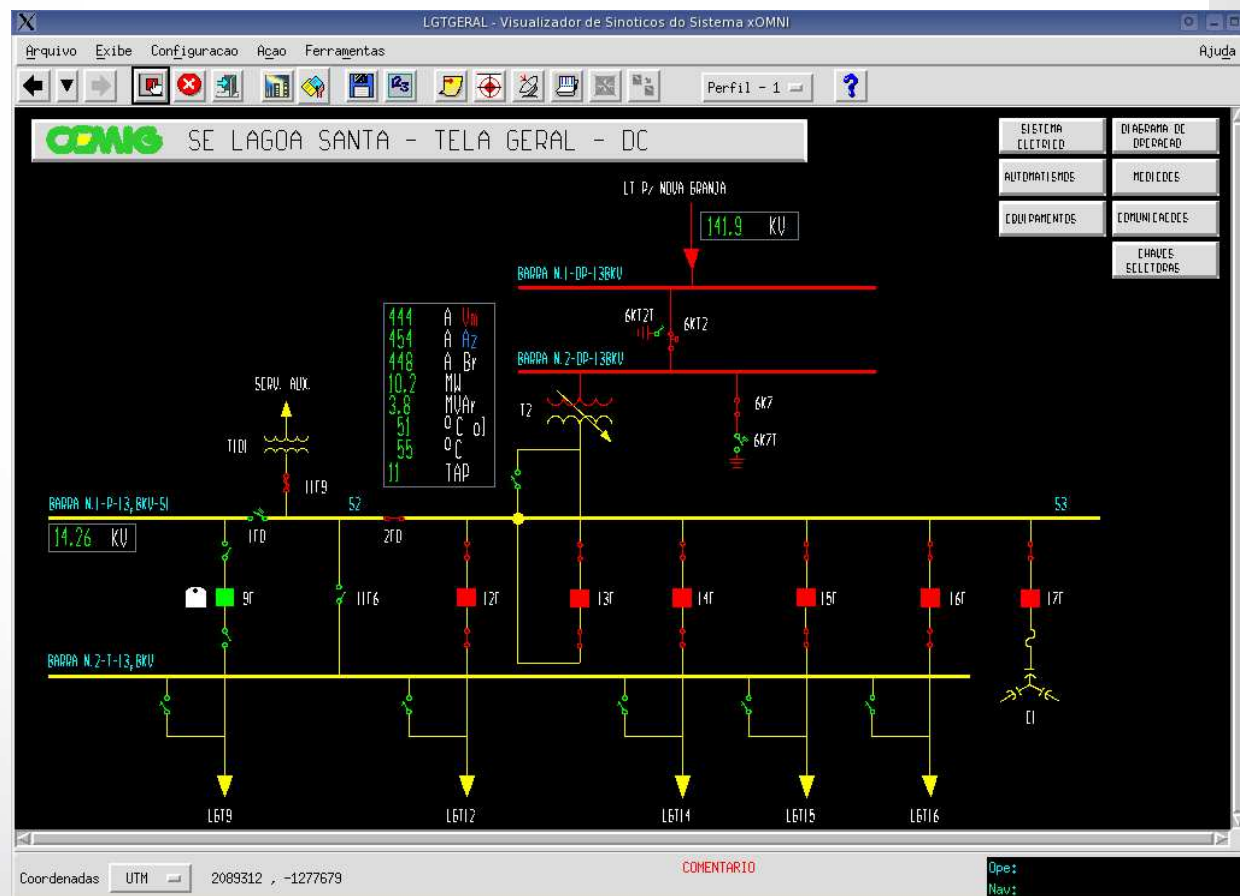 LGTGERAL - Visualizador de Sinoticos do Sistema xOMNI
Arquivo Exibe Configuracao Acao Ferramentas Ajuda
Perfil - 1
CEMIG SE LAGOA SANTA - TELA GERAL - DC
SISTEMA ELETRICO
DIAGRAMA DE OPERACAO
AUTOMATISMOS
MEDICOES
EQUIPAMENTOS
COMUNICACOES
CHAVES SELETORAS
LT P/ NOVA GRANJA
141.9 KV
BARRA N.1-OP-138KV
6KT2T 6KT2
BARRA N.2-OP-138KV
444 A Vm
454 A Az
448 A Br
10.2 MW
3.8 MVAr
51 ºC ol
55 ºC
11 TAP
T2
6K7
6K7T
SERV. AUX.
T101
11F9
BARRA N.1-P-13,8KV-S1 S2 S3
14.26 KV
1FD 2FD
9F 11F6 12F 13F 14F 15F 16F 17F
BARRA N.2-T-13,8KV
C1
LGT9 LGT12 LGT14 LGT15 LGT16
Coordenadas UTM 2089312 , -1277679
COMENTARIO
Ope:
Nav: